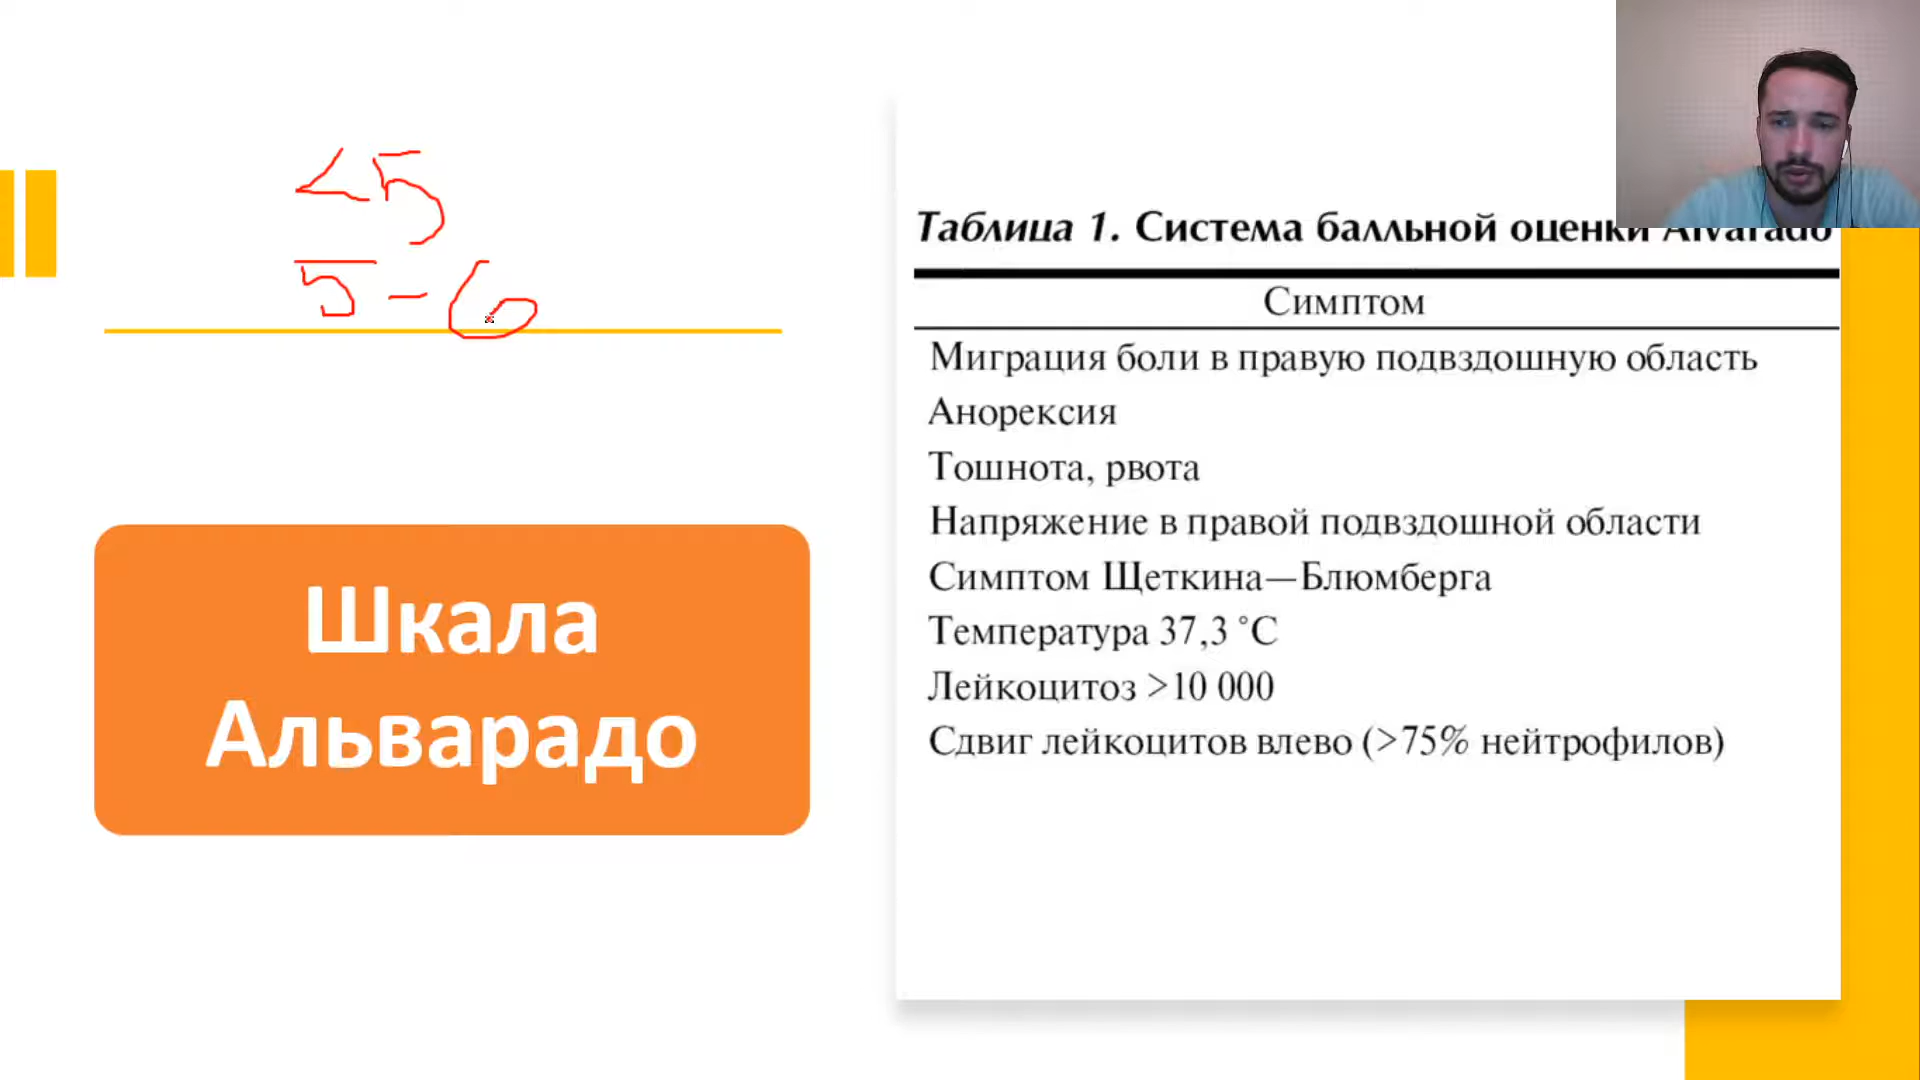 <5
5-6
Шкала
Альварадо
Таблица 1. Система балльной оценки Alvarado
Симптом
Миграция боли в правую подвздошную область
Анорексия
Тошнота, рвота
Напряжение в правой подвздошной области
Симптом Щеткина—Блюмберга
Температура 37,3 °C
Лейкоцитоз >10 000
Сдвиг лейкоцитов влево (>75% нейтрофилов)